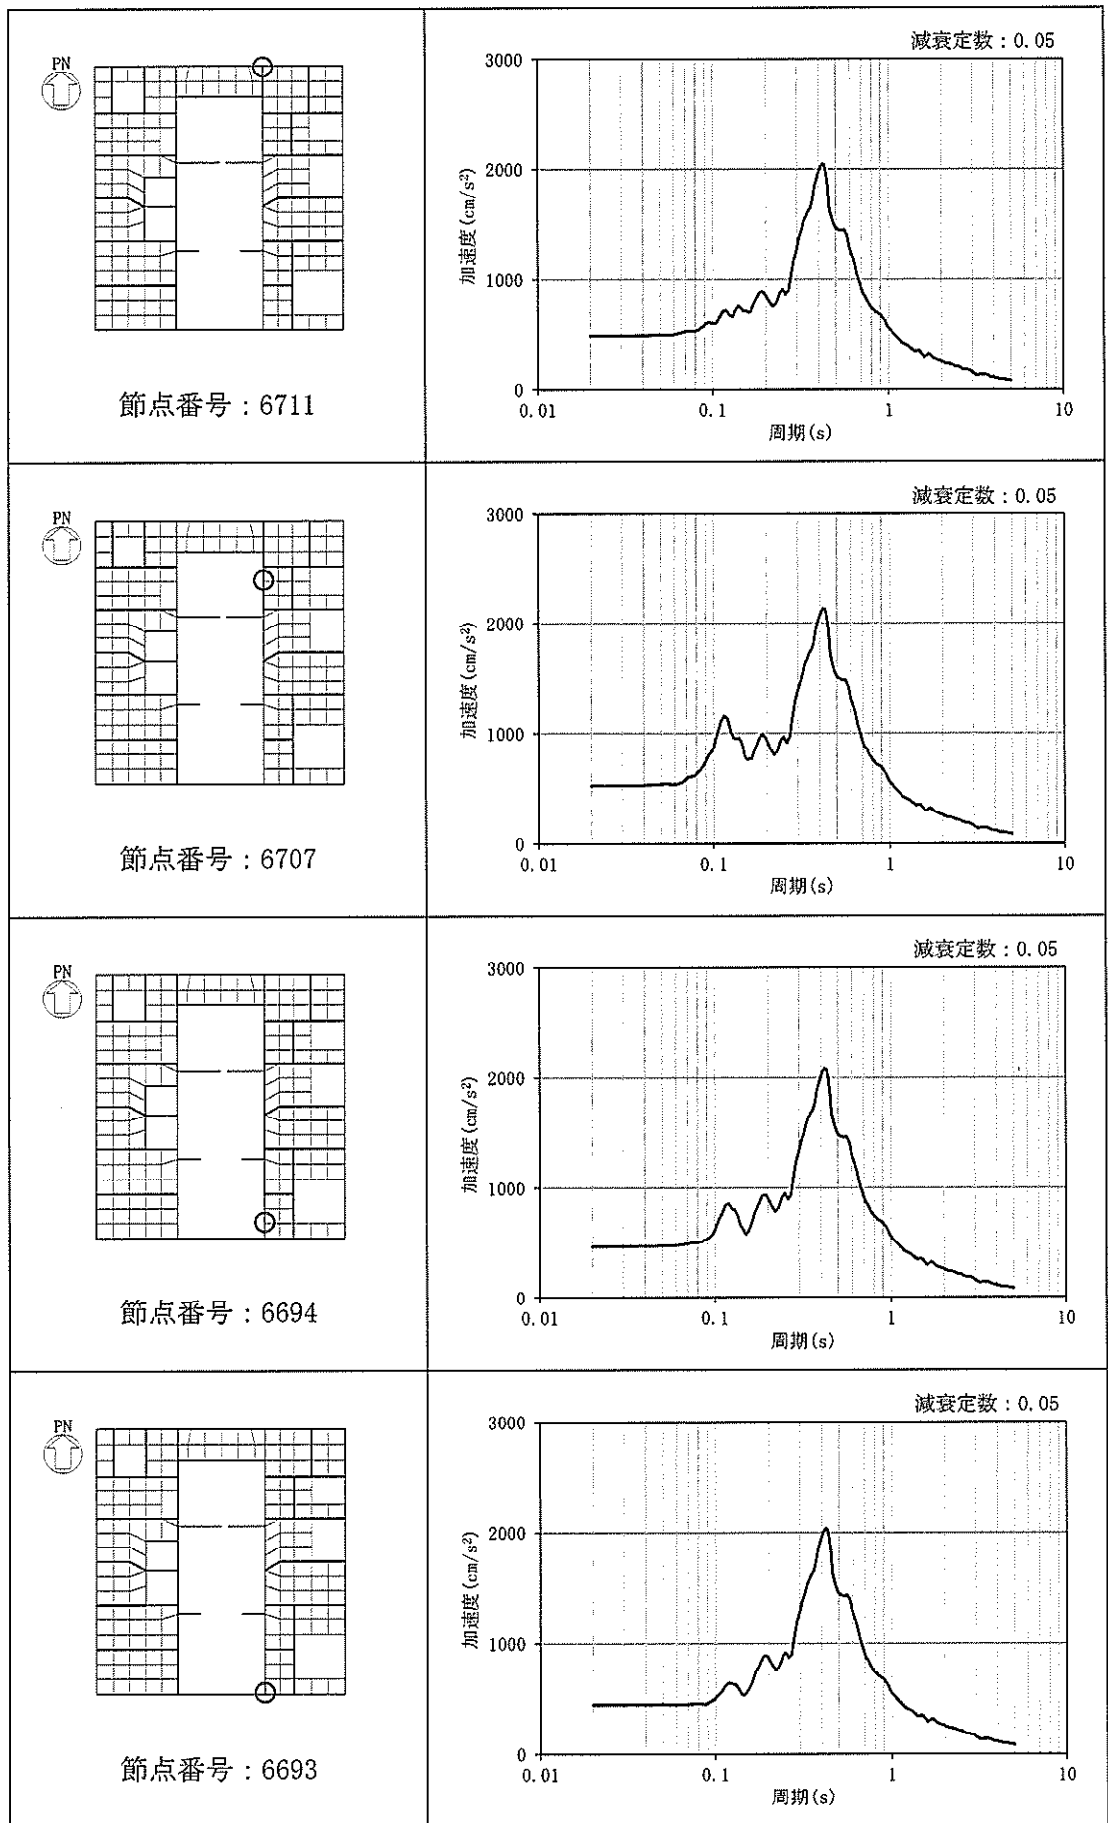 PN
節点番号：6711
減衰定数：0.05
加速度(cm/s²)
3000
2000
1000
0
0.01
0.1
1
10
周期(s)
PN
節点番号：6707
減衰定数：0.05
加速度(cm/s²)
3000
2000
1000
0
0.01
0.1
1
10
周期(s)
PN
節点番号：6694
減衰定数：0.05
加速度(cm/s²)
3000
2000
1000
0
0.01
0.1
1
10
周期(s)
PN
節点番号：6693
減衰定数：0.05
加速度(cm/s²)
3000
2000
1000
0
0.01
0.1
1
10
周期(s)